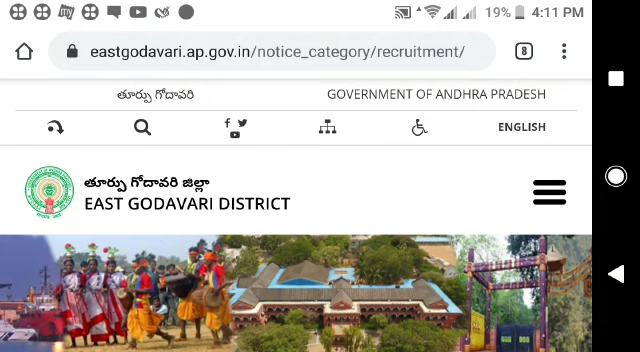 my 19% 4:11 PM
eastgodavari.ap.gov.in/notice_category/recruitment/ 8
తూర్పు గోదావరి GOVERNMENT OF ANDHRA PRADESH
ENGLISH
తూర్పు గోదావరి జిల్లా
EAST GODAVARI DISTRICT